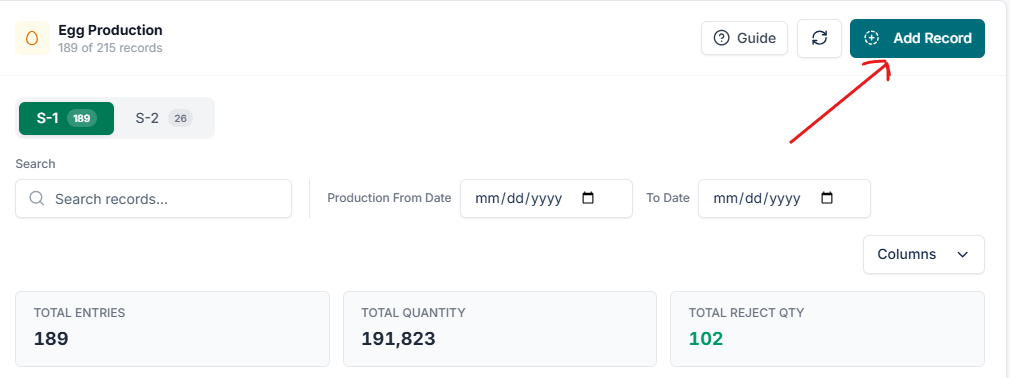 Egg Production
189 of 215 records
Guide
Add Record
S-1 189
S-2 26
Search
Search records...
Production From Date mm/dd/yyyy To Date mm/dd/yyyy
Columns
TOTAL ENTRIES
189
TOTAL QUANTITY
191,823
TOTAL REJECT QTY
102